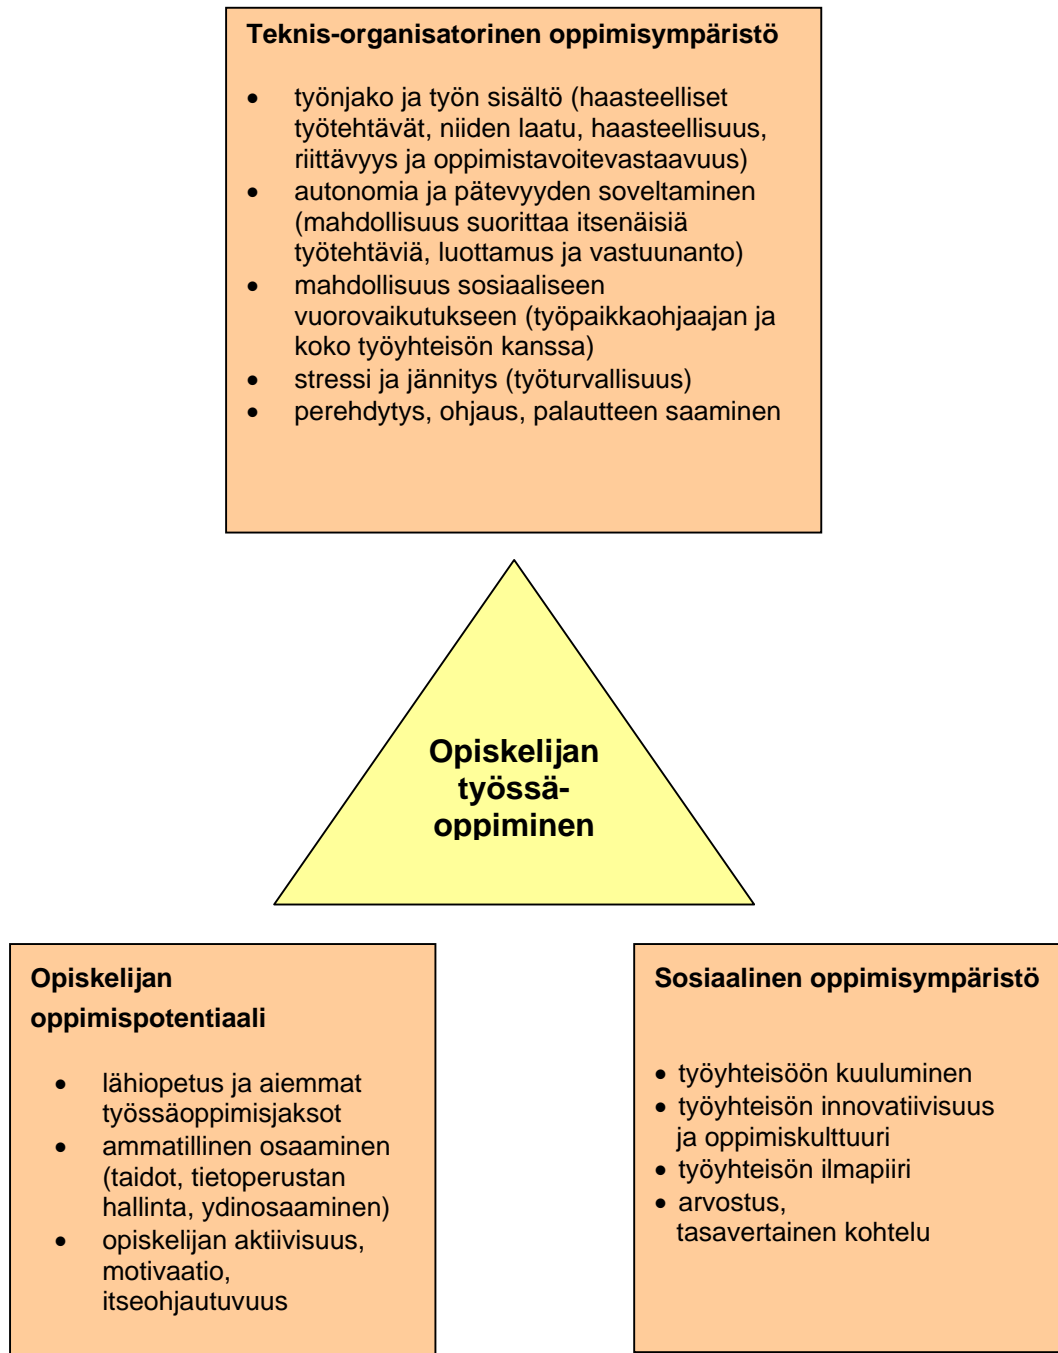 Teknis-organisatorinen oppimisympäristö
• työnjako ja työn sisältö (haasteelliset
työtehtävät, niiden laatu, haasteellisuus,
riittävyys ja oppimistavoitevastaavuus)
• autonomia ja pätevyyden soveltaminen
(mahdollisuus suorittaa itsenäisiä
työtehtäviä, luottamus ja vastuunanto)
• mahdollisuus sosiaaliseen
vuorovaikutukseen (työpaikkaohjaajan ja
koko työyhteisön kanssa)
• stressi ja jännitys (työturvallisuus)
• perehdytys, ohjaus, palautteen saaminen
Opiskelijan
työssä-
oppiminen
Opiskelijan
oppimispotentiaali
• lähiopetus ja aiemmat
työssäoppimisjaksot
• ammatillinen osaaminen
(taidot, tietoperustan
hallinta, ydinosaaminen)
• opiskelijan aktiivisuus,
motivaatio,
itseohjautuvuus
Sosiaalinen oppimisympäristö
• työyhteisöön kuuluminen
• työyhteisön innovatiivisuus
ja oppimiskulttuuri
• työyhteisön ilmapiiri
• arvostus,
tasavertainen kohtelu